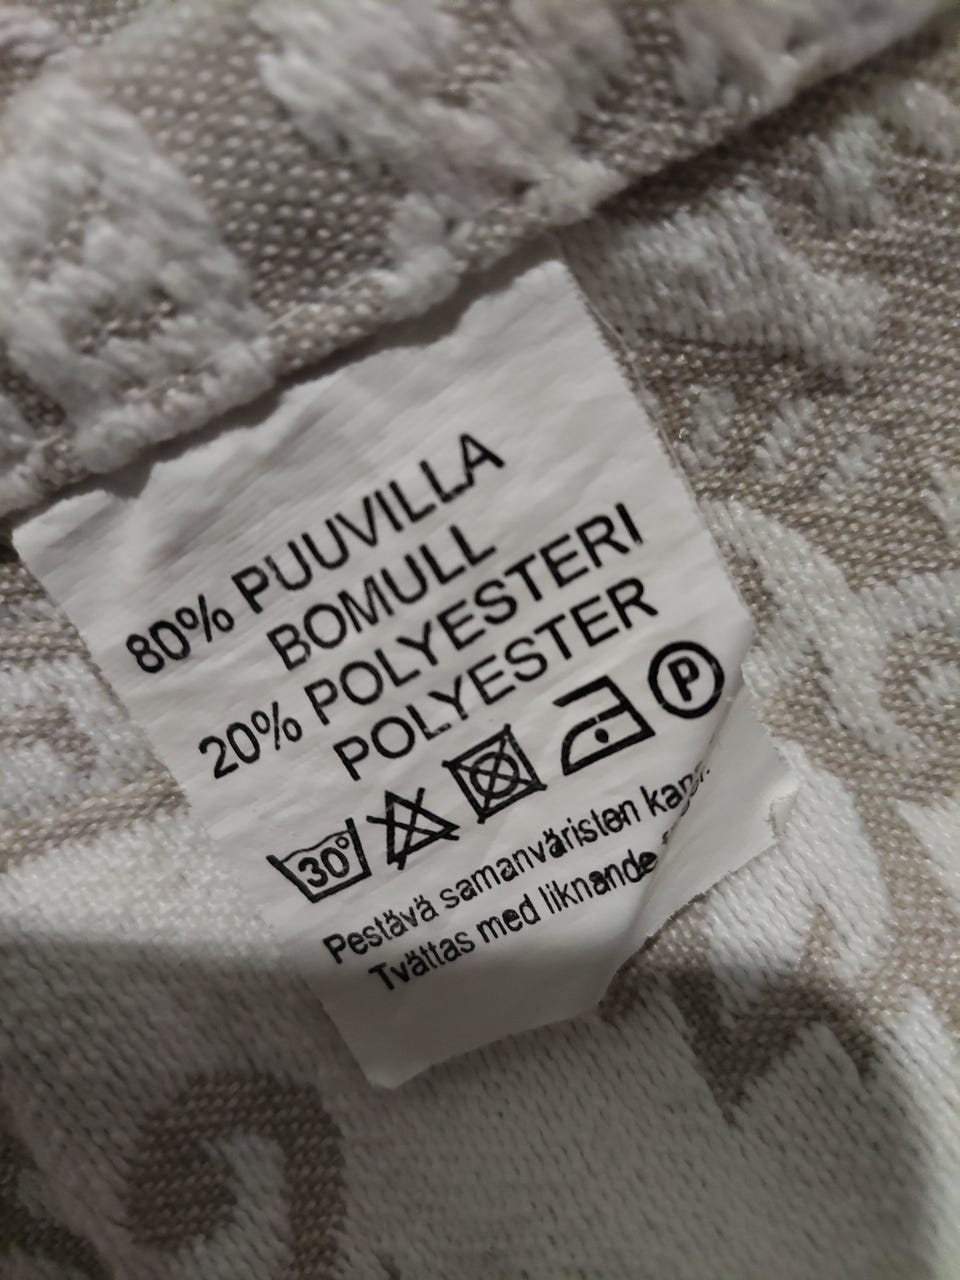 80% PUUVILLA
BOMULL
20% POLYESTERI
POLYESTER
30° P
Pestävä samanväristen
Tvättas med liknande